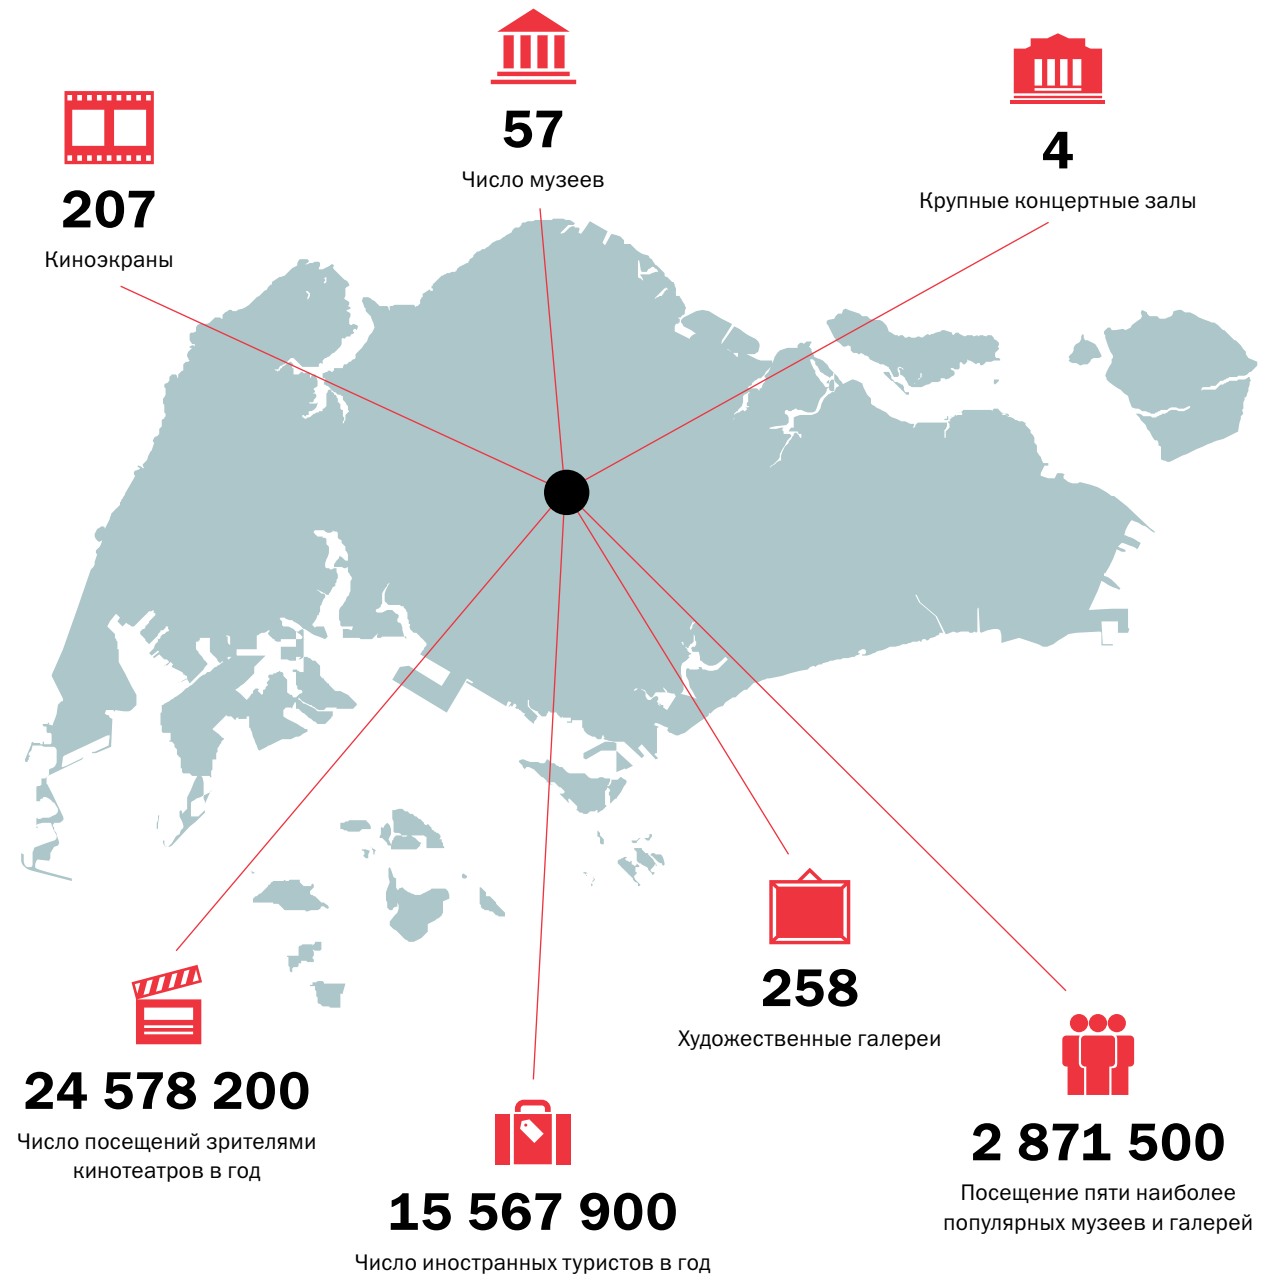 57
Число музеев
4
Крупные концертные залы
207
Киноэкраны
258
Художественные галереи
24 578 200
Число посещений зрителями
кинотеатров в год
2 871 500
Посещение пяти наиболее
популярных музеев и галерей
15 567 900
Число иностранных туристов в год